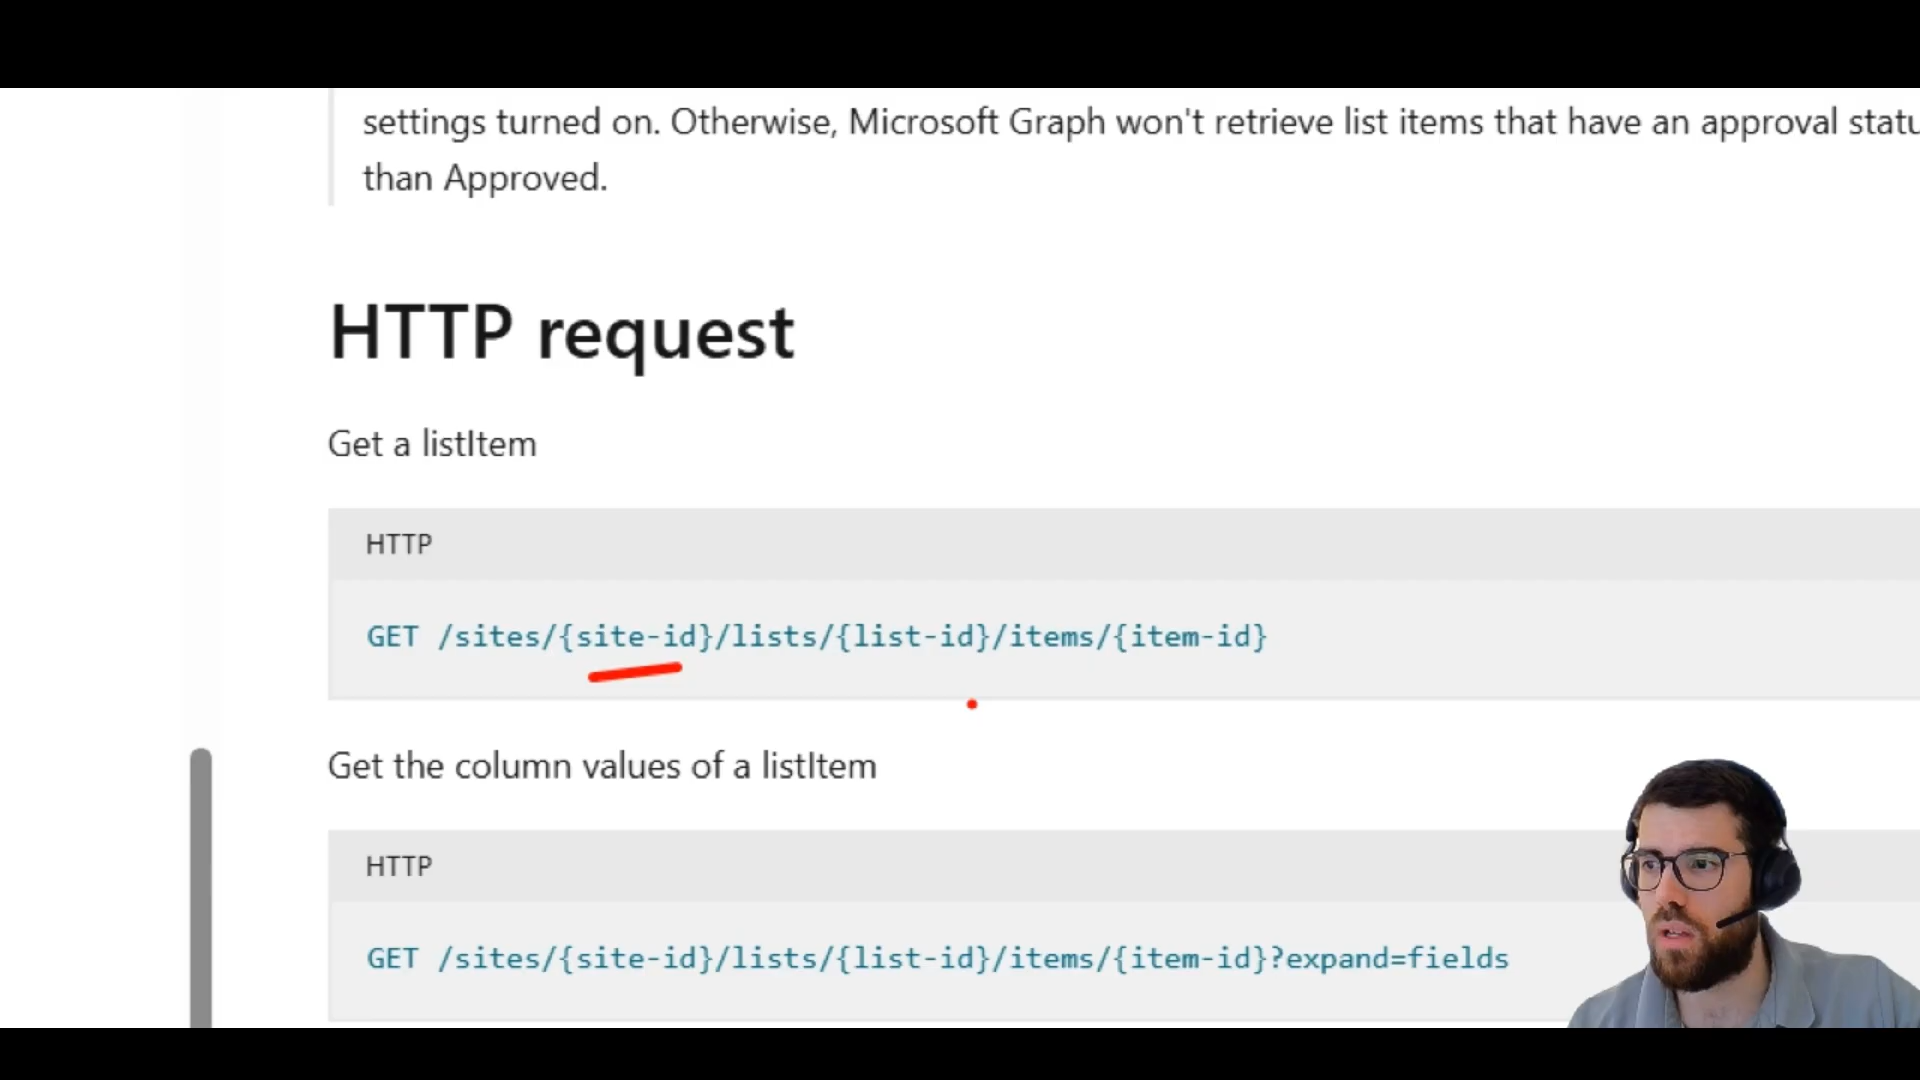 settings turned on. Otherwise, Microsoft Graph won't retrieve list items that have an approval
than Approved.
HTTP request
Get a listItem
HTTP
GET /sites/{site-id}/lists/{list-id}/items/{item-id}
Get the column values of a listItem
HTTP
GET /sites/{site-id}/lists/{list-id}/items/{item-id}?expand=fields